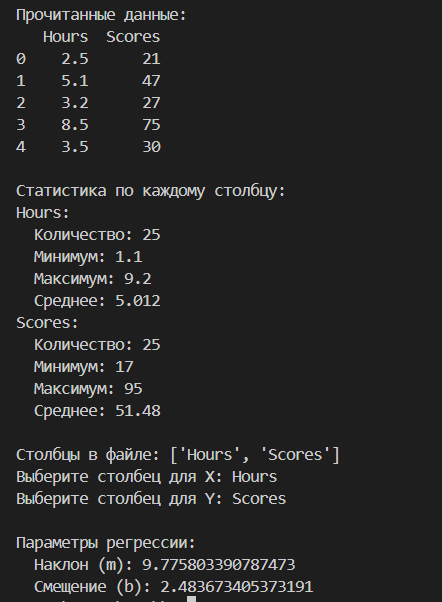 Прочитанные данные:
   Hours  Scores
0    2.5      21
1    5.1      47
2    3.2      27
3    8.5      75
4    3.5      30

Статистика по каждому столбцу:
Hours:
  Количество: 25
  Минимум: 1.1
  Максимум: 9.2
  Среднее: 5.012
Scores:
  Количество: 25
  Минимум: 17
  Максимум: 95
  Среднее: 51.48

Столбцы в файле: ['Hours', 'Scores']
Выберите столбец для X: Hours
Выберите столбец для Y: Scores

Параметры регрессии:
  Наклон (m): 9.775803390787473
  Смещение (b): 2.483673405373191